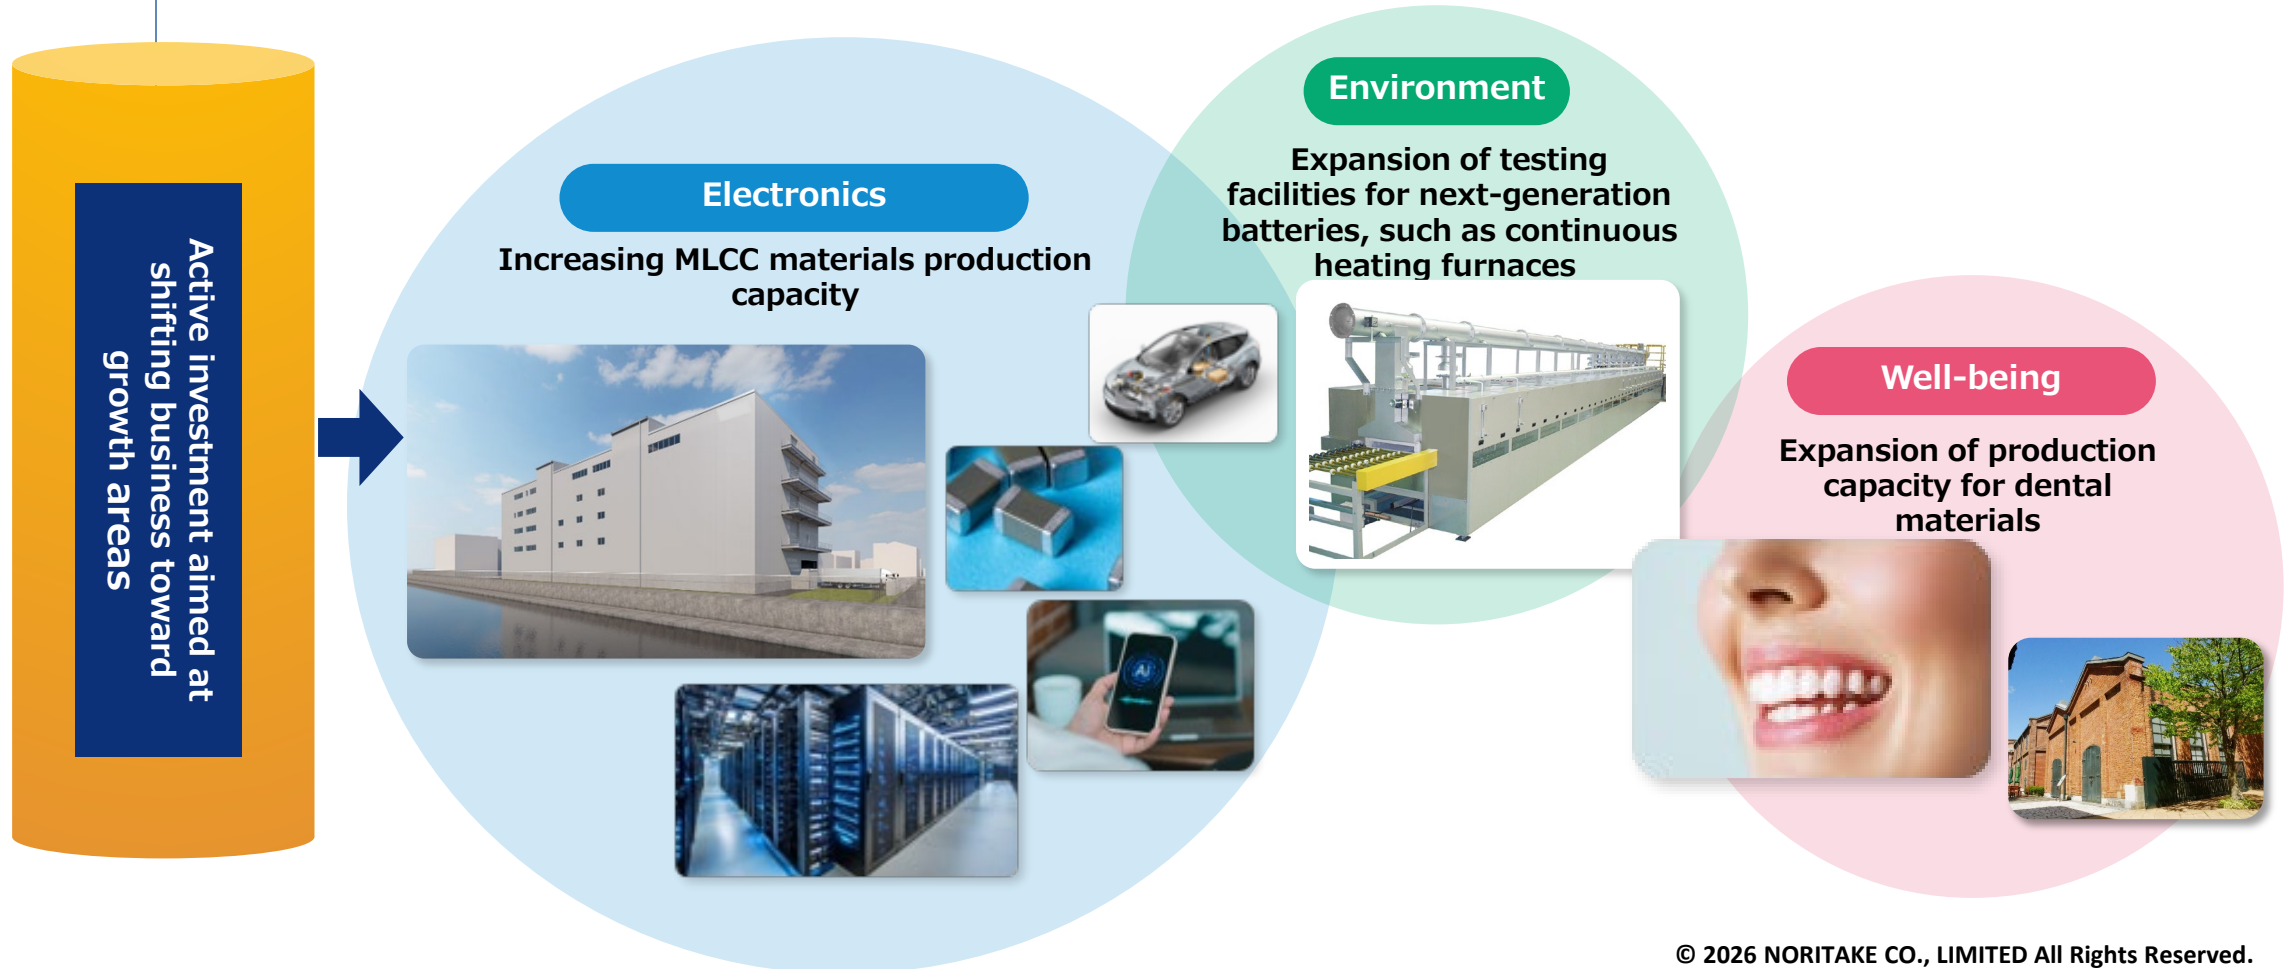 Active investment aimed at
shifting business toward
growth areas
Electronics
Increasing MLCC materials production
capacity
AI
Environment
Expansion of testing
facilities for next-generation
batteries, such as continuous
heating furnaces
Well-being
Expansion of production
capacity for dental
materials
© 2026 NORITAKE CO., LIMITED All Rights Reserved.